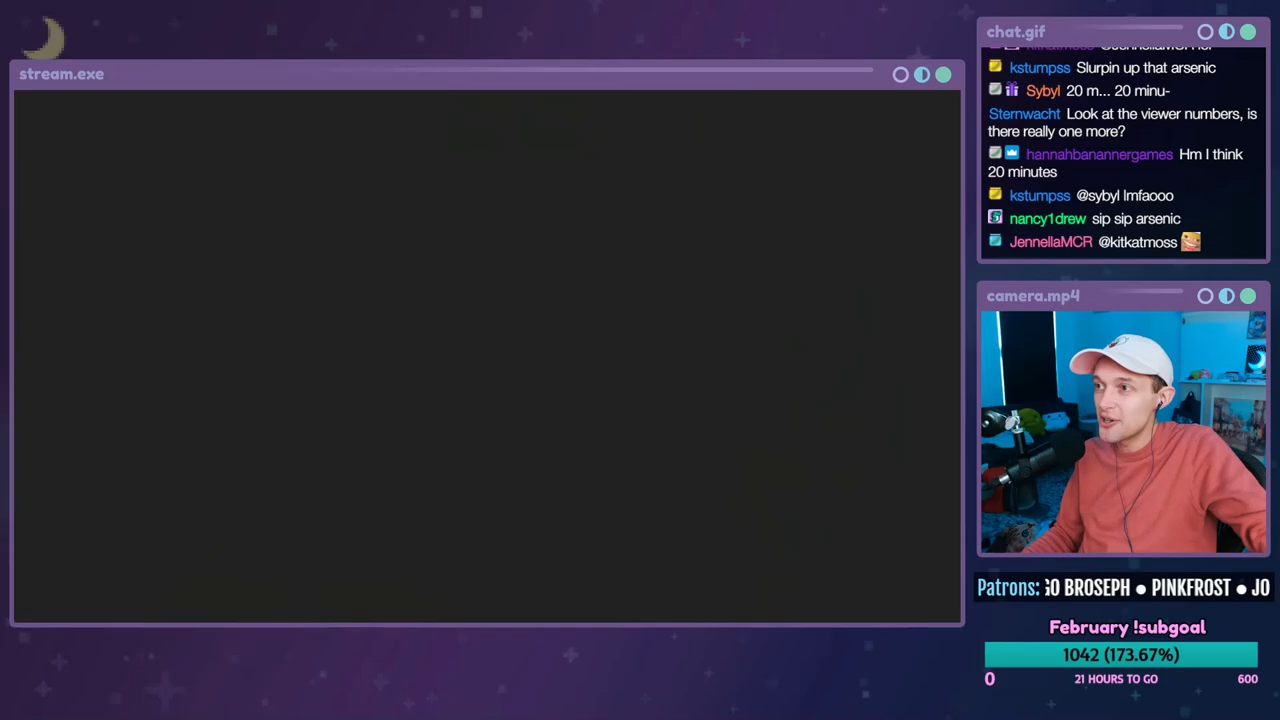 stream.exe
chat.gif
kstumpss Slurpin up that arsenic
Sybyl 20 m... 20 minu-
Sternwacht Look at the viewer numbers, is
there really one more?
hannahbanannergames Hm I think
20 minutes
kstumpss @sybyl lmfaooo
nancy1drew sip sip arsenic
JennellaMCR @kitkatmoss
camera.mp4
Patrons: GO BROSEPH ● PINKFROST ● JO
February !subgoal
1042 (173.67%)
0 21 HOURS TO GO 600